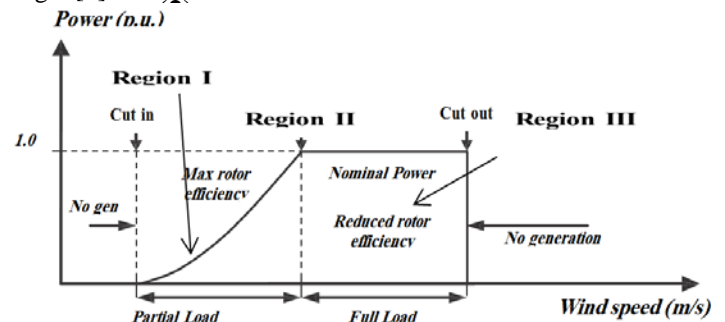 Power (p.u.)
Region I
Cut in
Region II
Cut out
Region III
1.0
Max rotor
efficiency
Nominal Power
No gen
Reduced rotor
efficiency
No generation
Partial Load
Full Load
Wind speed (m/s)